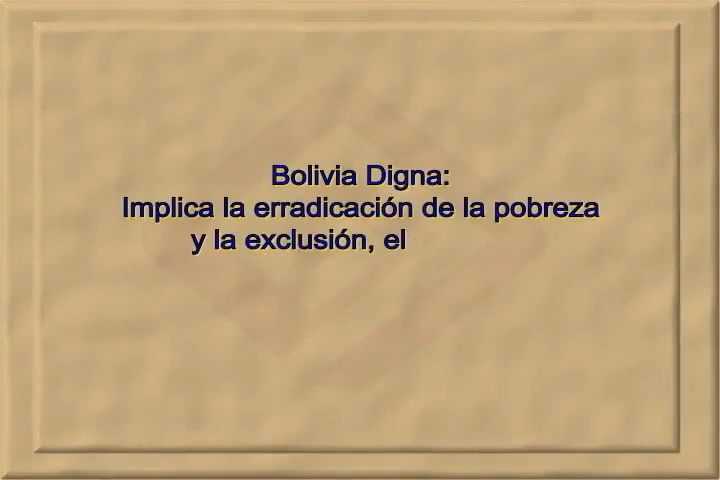 Bolivia Digna:
Implica la erradicación de la pobreza
y la exclusión, el